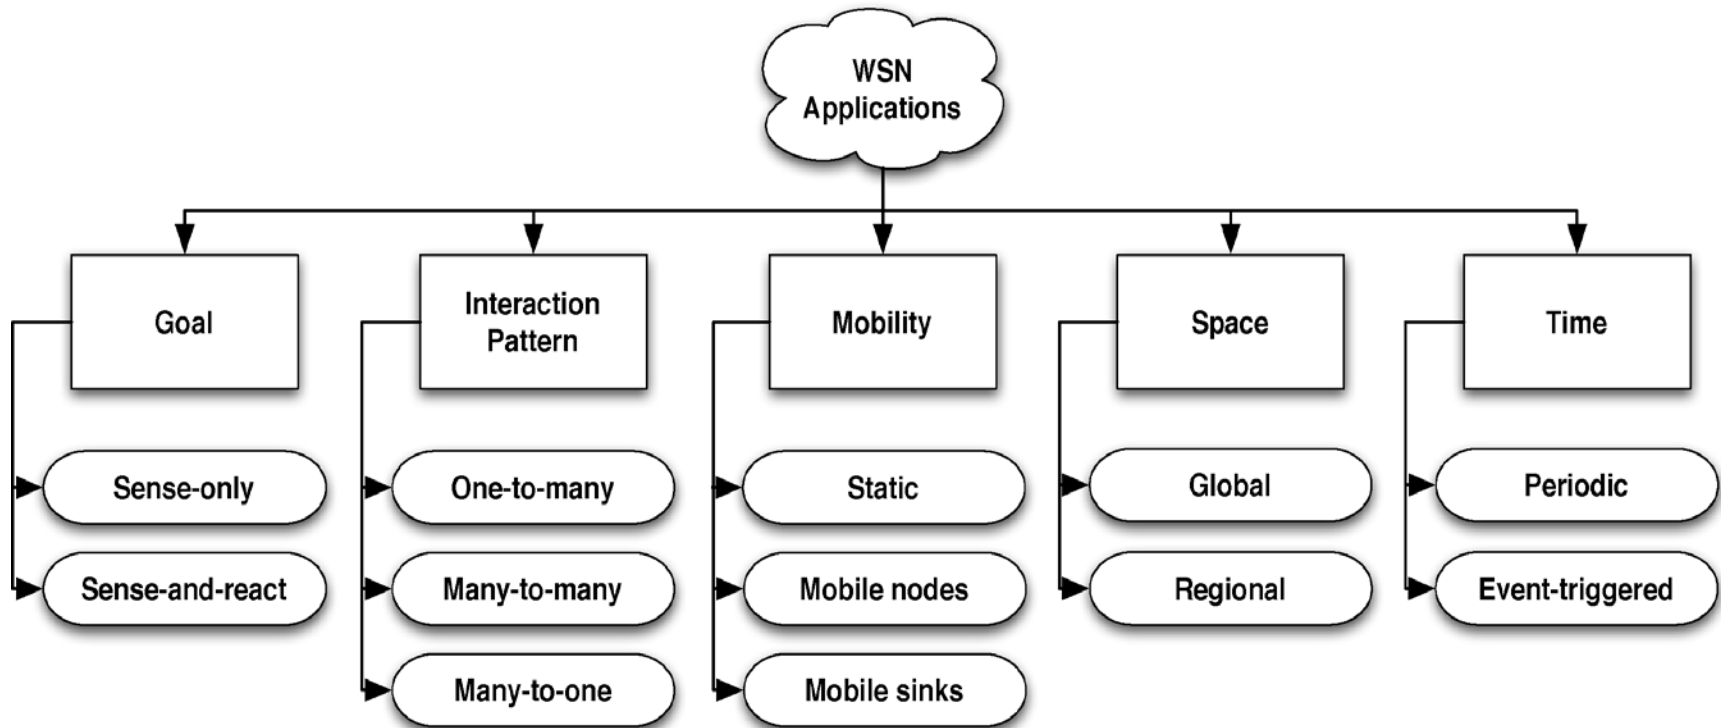 WSN
Applications
Goal
Interaction
Pattern
Mobility
Space
Time
Sense-only
One-to-many
Static
Global
Periodic
Sense-and-react
Many-to-many
Mobile nodes
Regional
Event-triggered
Many-to-one
Mobile sinks